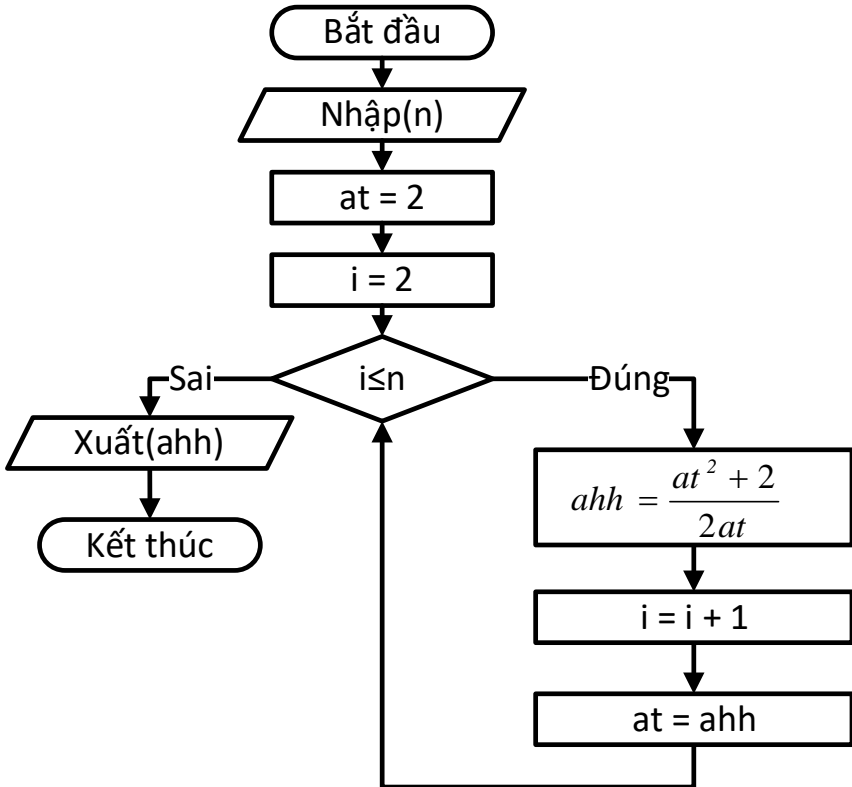 Bắt đầu
Nhập(n)
at = 2
i = 2
i≤n
Sai
Đúng
Xuất(ahh)
Kết thúc
ahh = \frac{at^2 + 2}{2at}
i = i + 1
at = ahh